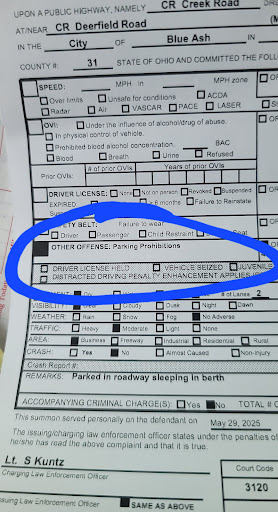 UPON A PUBLIC HIGHWAY, NAMELY CR Creek Road
AT/NEAR CR Deerfield Road (M
IN THE City OF Blue Ash IN
COUNTY #: 31 STATE OF OHIO AND COMMITTED THE FOLL
SPEED: MPH in MPH zone OR
Over limits Unsafe for conditions ACDA
Radar Air VASCAR PACE LASER
OVI: Under the influence of alcohol/drug of abuse. OR
In physical control of vehicle.
Prohibited blood alcohol concentration. BAC
Blood Breath Urine Refused
# of prior OVIs Years of prior OVIs
Prior OVIs:
DRIVER LICENSE: None Not on person Revoked Suspended OR
EXPIRED: 6 months Failure to Reinstate
Failure to wear
Driver Passenger Child Restraint Seat
OTHER OFFENSE: Parking Prohibitions
DRIVER LICENSE HELD VEHICLE SEIZED JUVENILE
DISTRACTED DRIVING PENALTY ENHANCEMENT APPLIES
# of Lanes 2
VISIBILITY: Cloudy Dusk Night Dawn
WEATHER: Rain Snow Fog No Adverse
TRAFFIC: Heavy Moderate Light None
AREA: Business Freeway Industrial Residential Rural
CRASH: Yes No Almost Caused Non-Injury
Crash Report #:
REMARKS: Parked in roadway sleeping in berth
ACCOMPANYING CRIMINAL CHARGE(S): Yes No TOTAL #
This summon served personally on the defendant on May 29, 2025
The issuing/charging law enforcement officer states under the penalties of
he/she has read the above complaint and that it is true.
Lt. S Kuntz
Charging Law Enforcement Officer
Court Code
3120
ssuing Law Enforcement Officer
SAME AS ABOVE